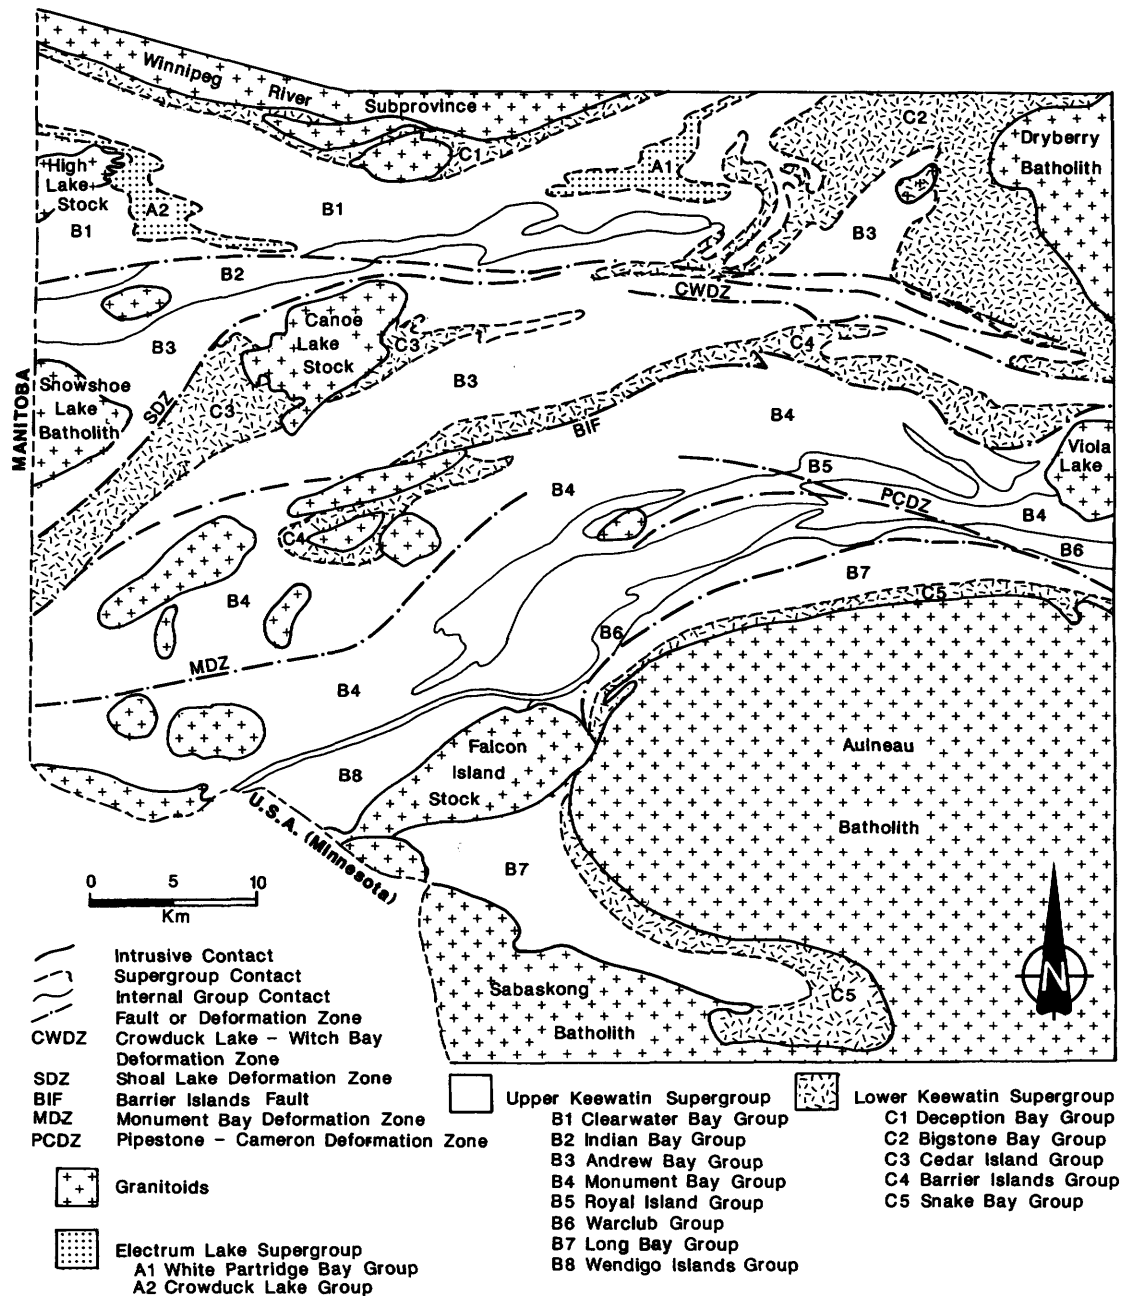 Winnipeg
River
Subprovince
C1
C2
Dryberry
Batholith
A1
High
Lake
Stock
A2
B1
B1
B3
B2
CWDZ
Canoe
Lake
Stock
C3
C4
B3
B3
MANITOBA
Snowshoe
Lake
Batholith
SDZ
C3
B4
BIF
Viola
Lake
B5
B4
PCDZ
B4
C4
B6
B7
B4
C5
B6
MDZ
B4
Falcon
Island
Stock
Aulneau
Batholith
B8
U.S.A. (Minnesota)
B7
0 5 10
Km
N
Sabaskong
Batholith
C5
Intrusive Contact
Supergroup Contact
Internal Group Contact
Fault or Deformation Zone
CWDZ Crowduck Lake - Witch Bay
Deformation Zone
SDZ Shoal Lake Deformation Zone
BIF Barrier Islands Fault
MDZ Monument Bay Deformation Zone
PCDZ Pipestone - Cameron Deformation Zone
Granitoids
Electrum Lake Supergroup
A1 White Partridge Bay Group
A2 Crowduck Lake Group
Upper Keewatin Supergroup
B1 Clearwater Bay Group
B2 Indian Bay Group
B3 Andrew Bay Group
B4 Monument Bay Group
B5 Royal Island Group
B6 Warclub Group
B7 Long Bay Group
B8 Wendigo Islands Group
Lower Keewatin Supergroup
C1 Deception Bay Group
C2 Bigstone Bay Group
C3 Cedar Island Group
C4 Barrier Islands Group
C5 Snake Bay Group